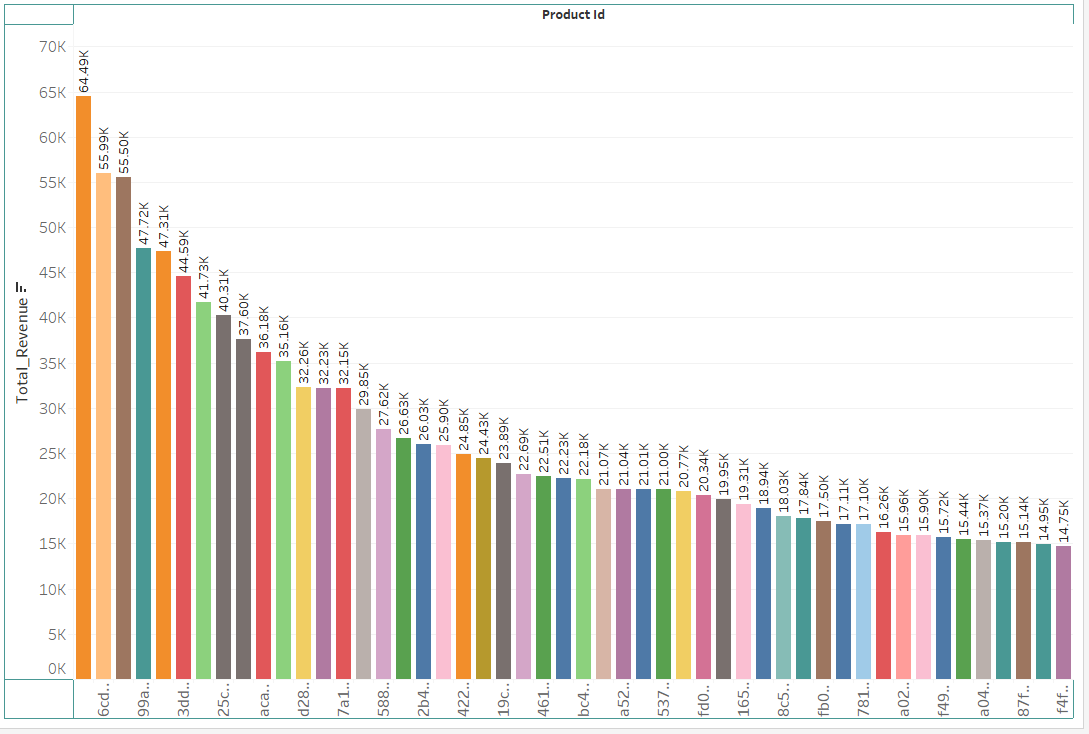 Product Id
70K
65K
60K
55K
50K
45K
40K
35K
30K
25K
20K
15K
10K
5K
0K
Total_Revenue
64.49K
55.99K
55.50K
47.72K
47.31K
44.59K
41.73K
40.31K
37.60K
36.18K
35.16K
32.26K
32.23K
32.15K
29.85K
27.62K
26.63K
26.03K
25.90K
24.85K
24.43K
23.89K
22.69K
22.51K
22.23K
22.18K
21.07K
21.04K
21.01K
21.00K
20.77K
20.34K
19.95K
19.31K
18.94K
18.03K
17.84K
17.50K
17.11K
17.10K
16.26K
15.96K
15.90K
15.72K
15.44K
15.37K
15.20K
15.14K
14.95K
14.75K
6cd..
99a..
3dd..
25c..
aca..
d28..
7a1..
588..
2b4..
422..
19c..
461..
bc4..
a52..
537..
fd0..
165..
8c5..
fb0..
781..
a02..
f49..
a04..
87f..
f4f..